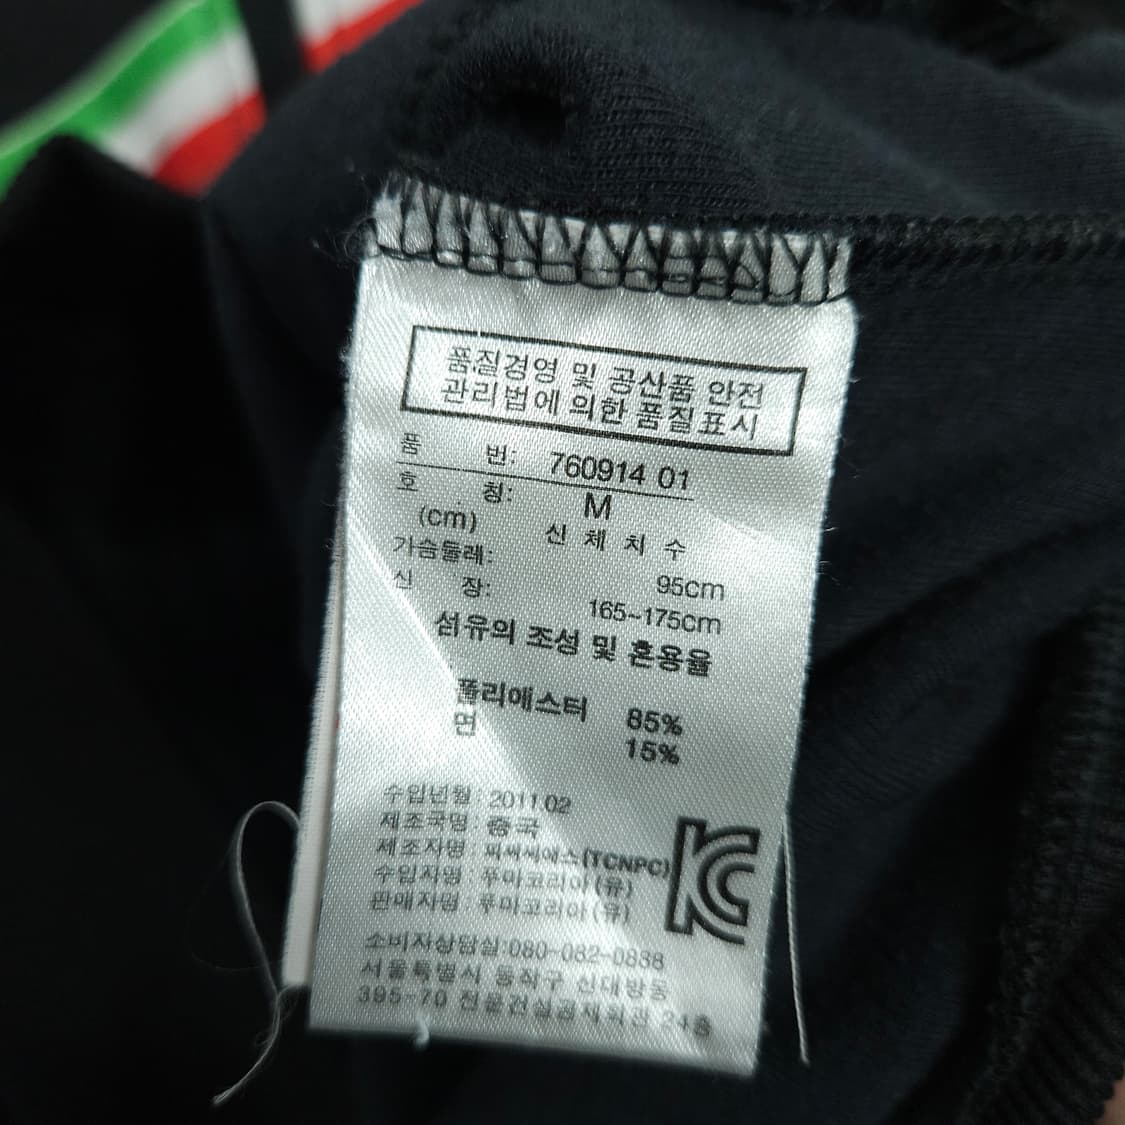 품질경영 및 공산품 안전
관리법에 의한 품질표시
품 번: 760914 01
호 칭: M
(cm) 신체치수
가슴둘레: 95cm
신 장: 165~175cm
섬유의 조성 및 혼용율
폴리에스터 85%
면 15%
수입년월: 2011.02
제조국명: 중국
제조자명: 피씨씨에스(TCNPC)
수입자명: 푸마코리아(유)
판매자명: 푸마코리아(유)
소비자상담실:080-082-0838
서울특별시 동작구 신대방동
395-70 전문건설공제회관 24층
KC